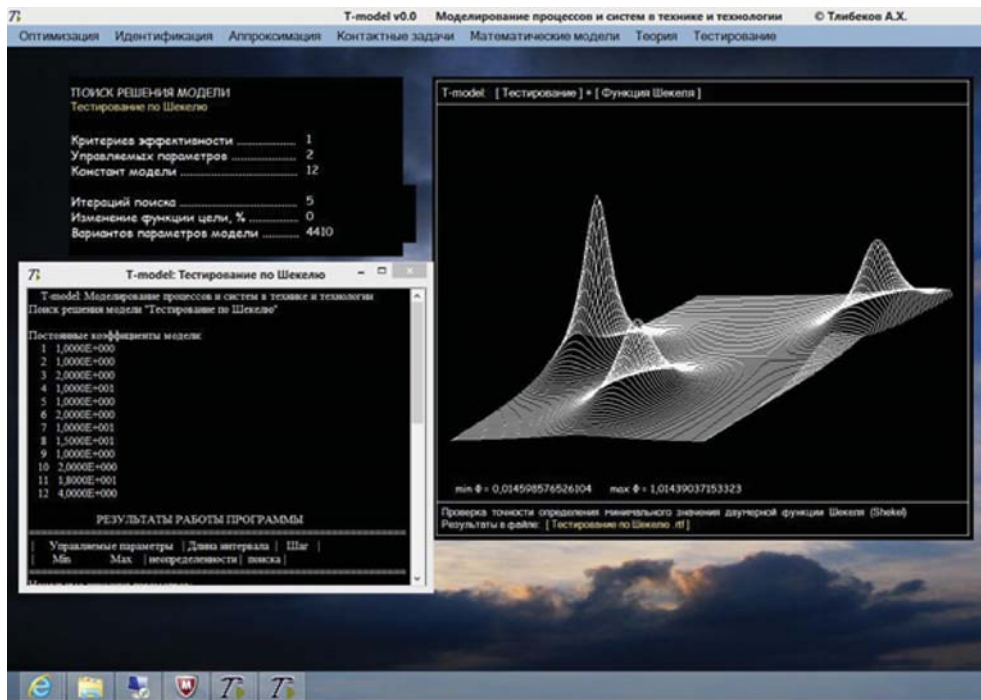 T-model v0.0 Моделирование процессов и систем в технике и технологии © Тлибеков А.Х.
Оптимизация Идентификация Аппроксимация Контактные задачи Математические модели Теория Тестирование
ПОИСК РЕШЕНИЯ МОДЕЛИ
Тестирование по Шекелю
Критериев эффективности ................ 1
Управляемых параметров ................ 2
Констант модели ................ 12
Итераций поиска ................ 5
Изменение функции цели, % ............ 0
Вариантов параметров модели .......... 4410
T-model: [ Тестирование ] • [ Функция Шекеля ]
min Ф = 0,014598576526104 max Ф = 1,01439037153323
Проверка точности определения минимального значения двумерной функции Шекеля (Shekel)
Результаты в файле: [ Тестирование по Шекелю .rtf ]
T-model: Тестирование по Шекелю
T-model: Моделирование процессов и систем в технике и технологии
Поиск решения модели "Тестирование по Шекелю"
Постоянные коэффициенты модели:
1 1,0000E+000
2 1,0000E+000
3 2,0000E+000
4 1,0000E+001
5 1,0000E+000
6 2,0000E+000
7 1,0000E+001
8 1,5000E+001
9 1,0000E+000
10 2,0000E+000
11 1,8000E+001
12 4,0000E+000
РЕЗУЛЬТАТЫ РАБОТЫ ПРОГРАММЫ
| Управляемые параметры | Длина интервала | Шаг |
| Min Max | неопределенности | поиска |